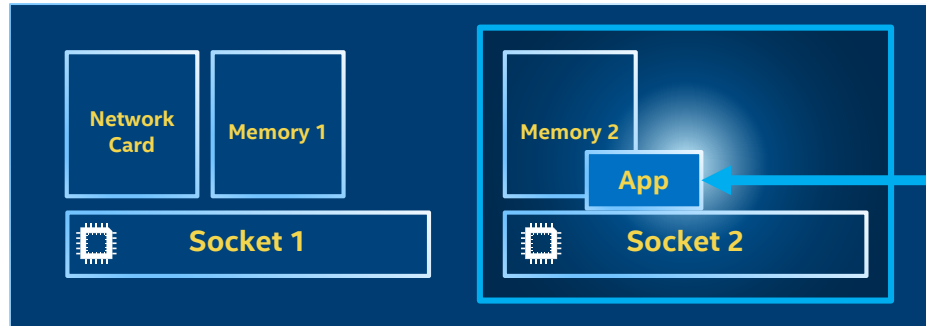 Network
Card
Memory 1
Socket 1
Memory 2
App
Socket 2